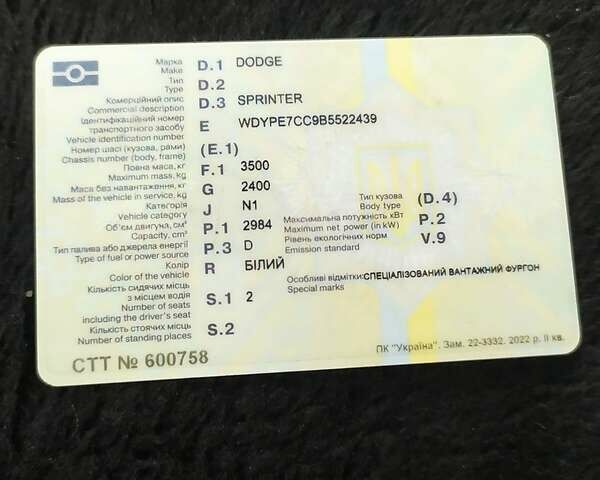 Марка
Make D.1 DODGE
Тип
Type D.2
Комерційний опис
Commercial description D.3 SPRINTER
Ідентифікаційний номер
транспортного засобу
Vehicle identification number E WDYPE7CC9B5522439
Номер шасі (кузова, рами)
Chassis number (body, frame) (E.1)
Повна маса, кг
Maximum mass, kg F.1 3500
Маса без навантаження, кг
Mass of the vehicle in service, kg G 2400
Категорія
Vehicle category J N1
Об'єм двигуна, см³
Capacity, cm³ P.1 2984
Тип палива або джерела енергії
Type of fuel or power source P.3 D
Колір
Color of the vehicle R БІЛИЙ
Кількість сидячих місць
з місцем водія
Number of seats
including the driver's seat S.1 2
Кількість стоячих місць
Number of standing places S.2
Тип кузова
Body type (D.4)
Максимальна потужність кВт
Maximum net power (in kW) P.2
Рівень екологічних норм
Emission standard V.9
Особливі відмітки: СПЕЦІАЛІЗОВАНИЙ ВАНТАЖНИЙ ФУРГОН
Special marks
СТТ № 600758
ПК "Україна". Зам. 22-3332. 2022 р. II кв.